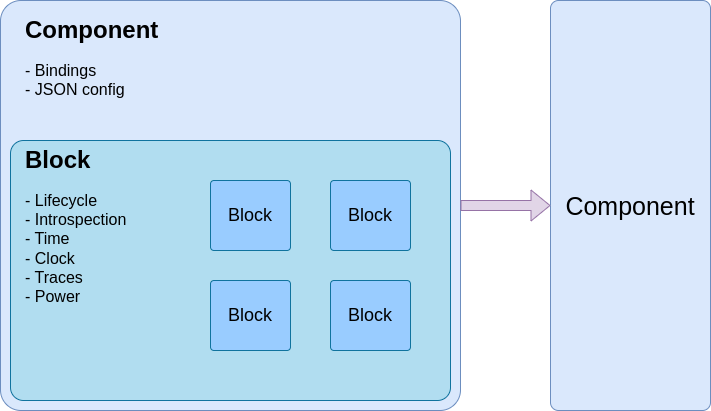 Component
- Bindings
- JSON config
Block
- Lifecycle
- Introspection
- Time
- Clock
- Traces
- Power
Block
Block
Block
Block
Component